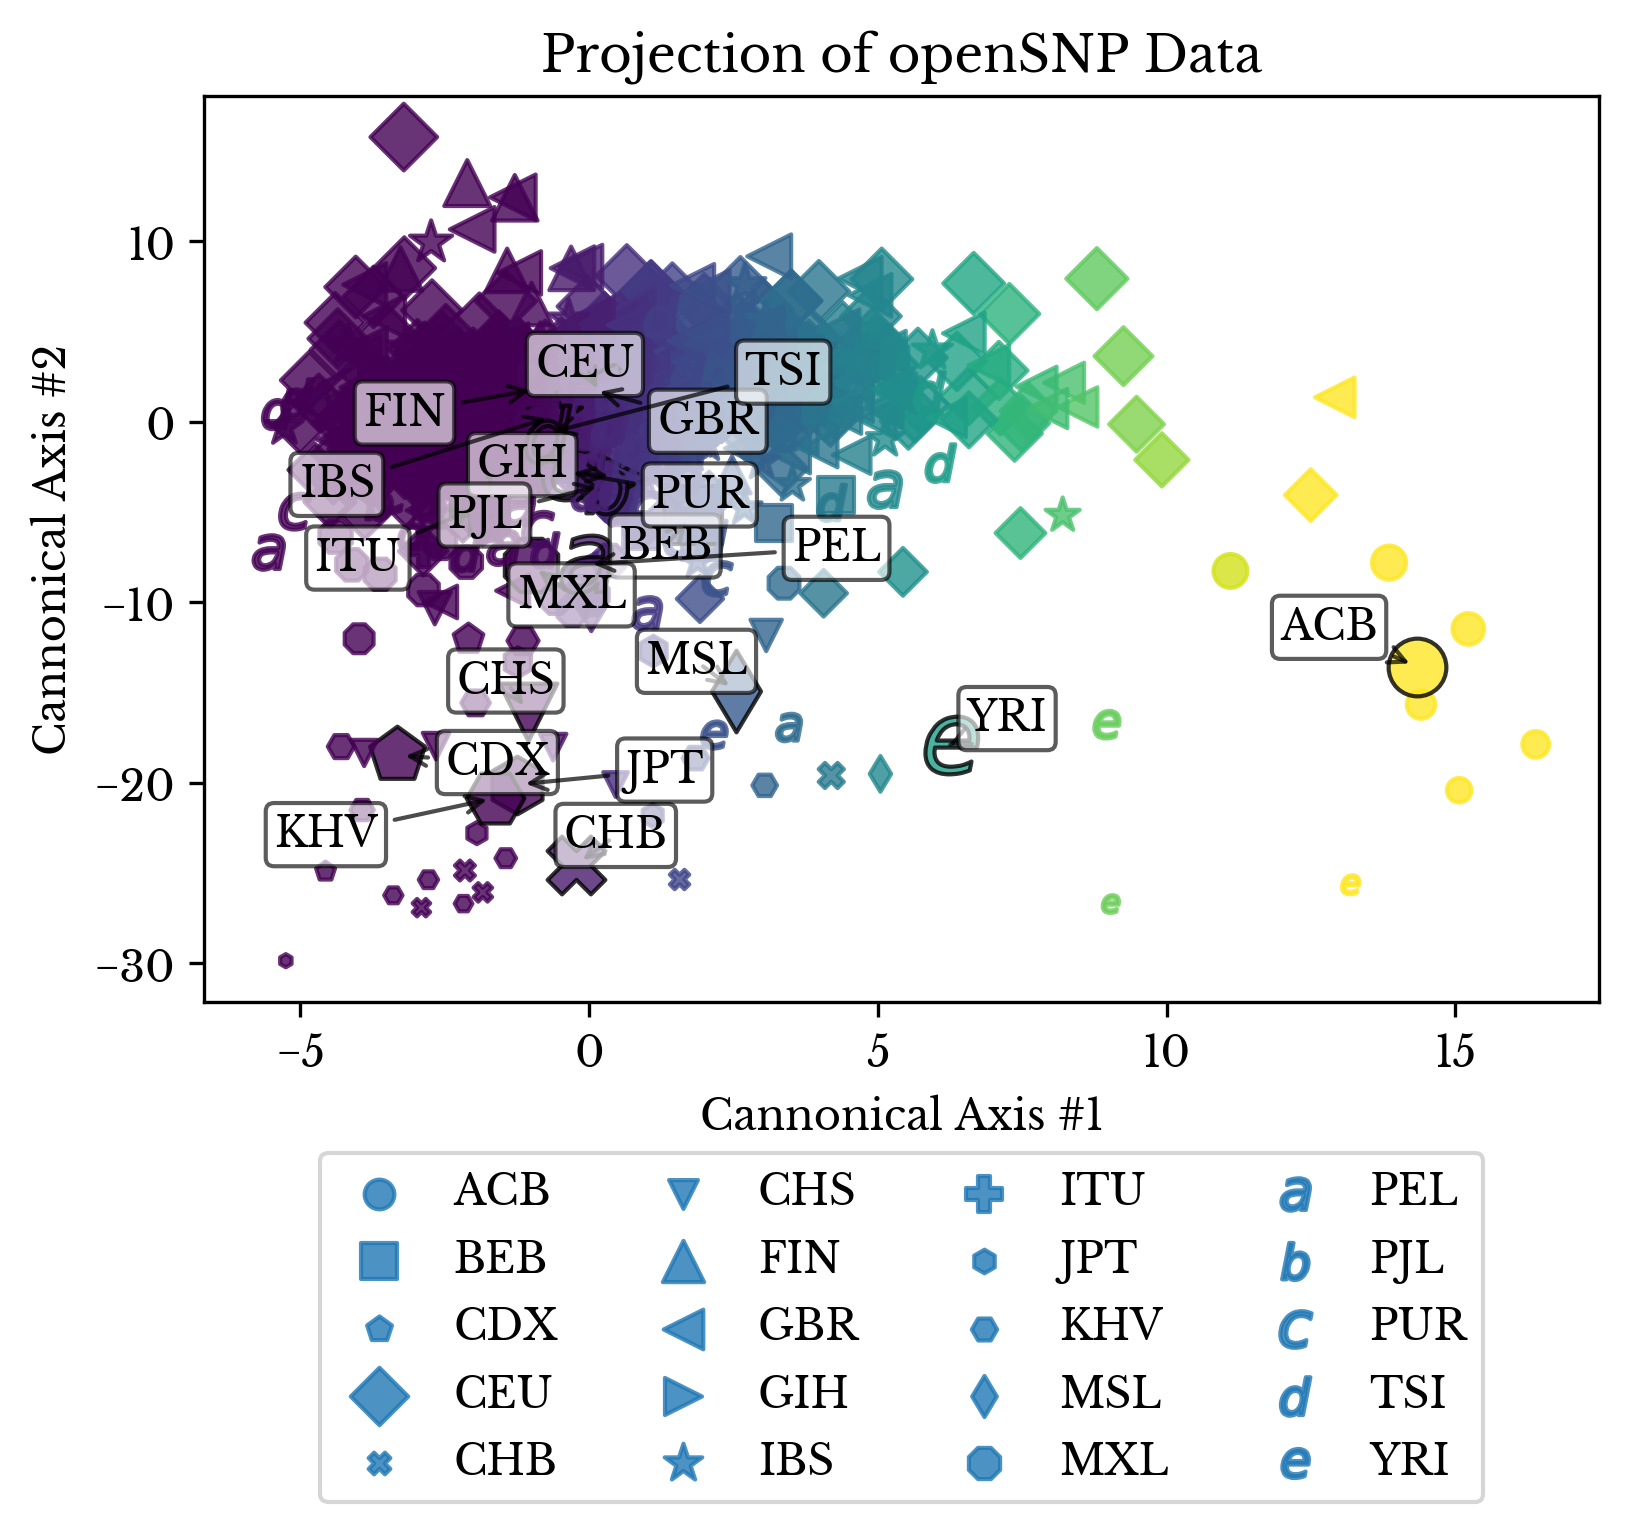 Projection of openSNP Data
Cannonical Axis #2
10
0
−10
−20
−30
CEU
TSI
FIN
GBR
GIH
IBS
PUR
PJL
BEB
PEL
ITU
MXL
ACB
MSL
CHS
YRI
CDX
JPT
KHV
CHB
a
a
a
a
a
c
c
c
d
d
d
d
e
e
e
e
e
−5 0 5 10 15
Cannonical Axis #1
ACB CHS ITU a PEL
BEB FIN JPT b PJL
CDX GBR KHV c PUR
CEU GIH MSL d TSI
CHB IBS MXL e YRI